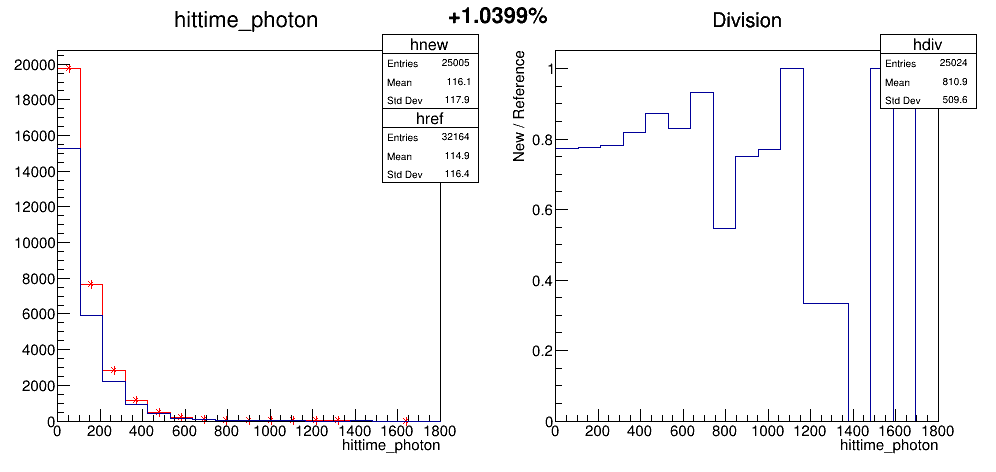 +1.0399%
hittime_photon
hnew
Entries 25005
Mean 116.1
Std Dev 117.9
href
Entries 32164
Mean 114.9
Std Dev 116.4
20000
18000
16000
14000
12000
10000
8000
6000
4000
2000
0
0 200 400 600 800 1000 1200 1400 1600 1800
hittime_photon
Division
hdiv
Entries 25024
Mean 810.9
Std Dev 509.6
New / Reference
1
0.8
0.6
0.4
0.2
0
0 200 400 600 800 1000 1200 1400 1600 1800
hittime_photon